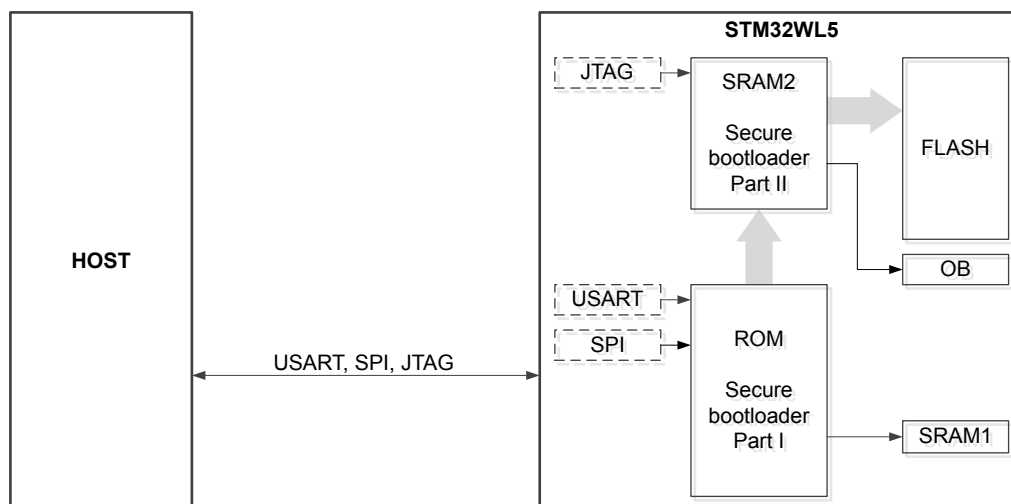 STM32WL5
JTAG
SRAM2
Secure
bootloader
Part II
FLASH
HOST
OB
USART
SPI
ROM
USART, SPI, JTAG
Secure
bootloader
Part I
SRAM1